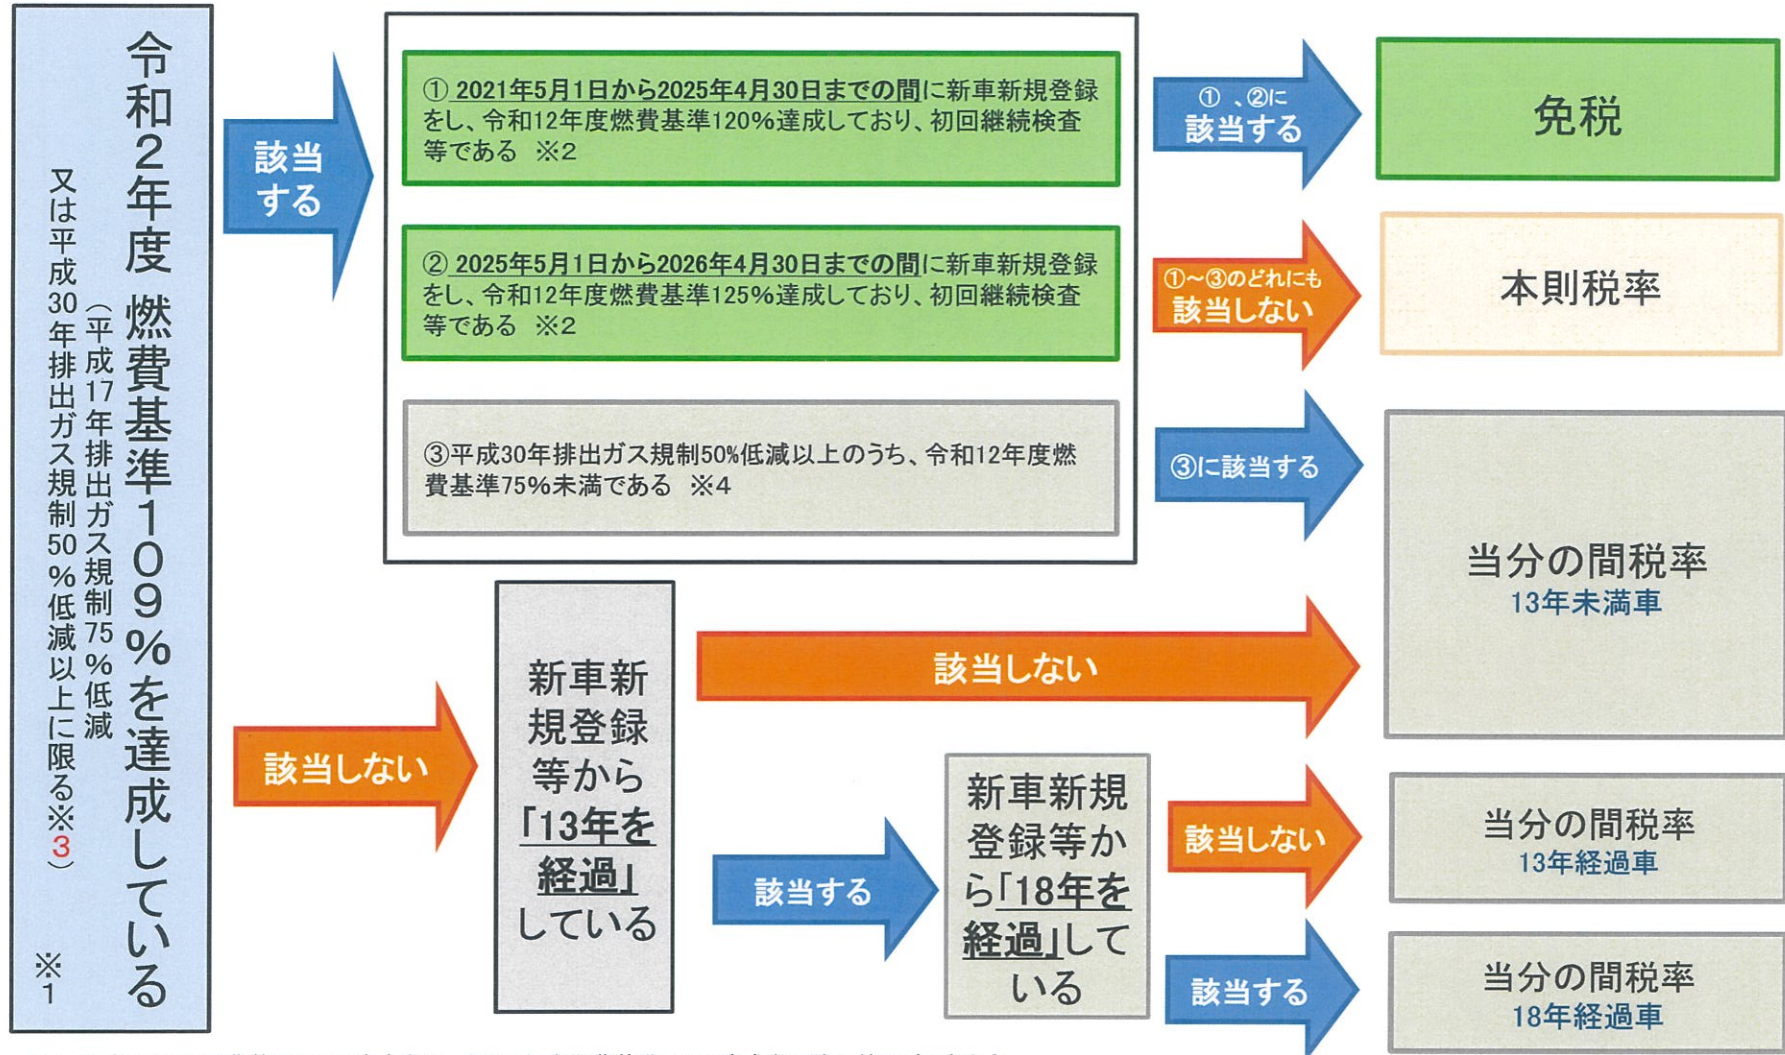 令和２年度 燃費基準１０９％を達成している
（平成17年排出ガス規制75％低減
又は平成30年排出ガス規制50％低減以上に限る※３）
※１
該当
する
① 2021年5月1日から2025年4月30日までの間に新車新規登録
をし、令和12年度燃費基準120％達成しており、初回継続検査
等である ※２
② 2025年5月1日から2026年4月30日までの間に新車新規登録
をし、令和12年度燃費基準125％達成しており、初回継続検査
等である ※２
③平成30年排出ガス規制50%低減以上のうち、令和12年度燃
費基準75％未満である ※４
① 、②に
該当する
免税
①～③のどれにも
該当しない
本則税率
③に該当する
当分の間税率
13年未満車
該当しない
新車新
規登録
等から
「13年を
経過」
している
該当しない
該当する
新車新規
登録等か
ら「18年を
経過」して
いる
該当しない
当分の間税率
13年経過車
該当する
当分の間税率
18年経過車